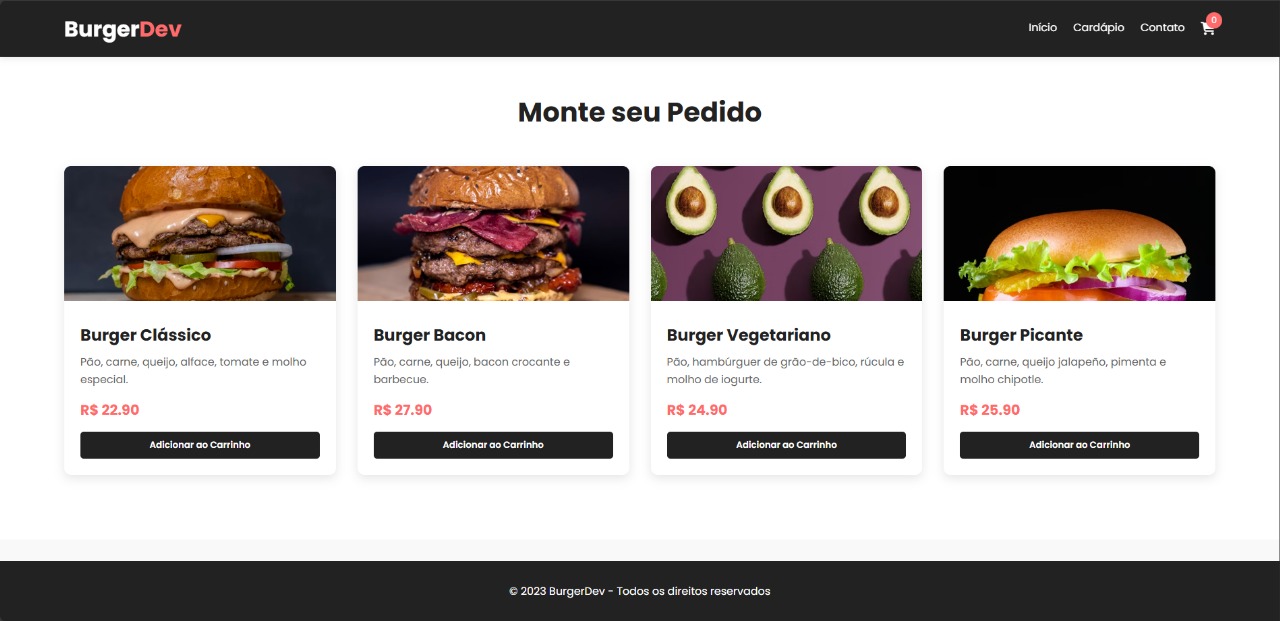 BurgerDev
Início Cardápio Contato 0
Monte seu Pedido
Burger Clássico
Pão, carne, queijo, alface, tomate e molho
especial.
R$ 22.90
Adicionar ao Carrinho
Burger Bacon
Pão, carne, queijo, bacon crocante e
barbecue.
R$ 27.90
Adicionar ao Carrinho
Burger Vegetariano
Pão, hambúrguer de grão-de-bico, rúcula e
molho de iogurte.
R$ 24.90
Adicionar ao Carrinho
Burger Picante
Pão, carne, queijo jalapeño, pimenta e
molho chipotle.
R$ 25.90
Adicionar ao Carrinho
© 2023 BurgerDev - Todos os direitos reservados